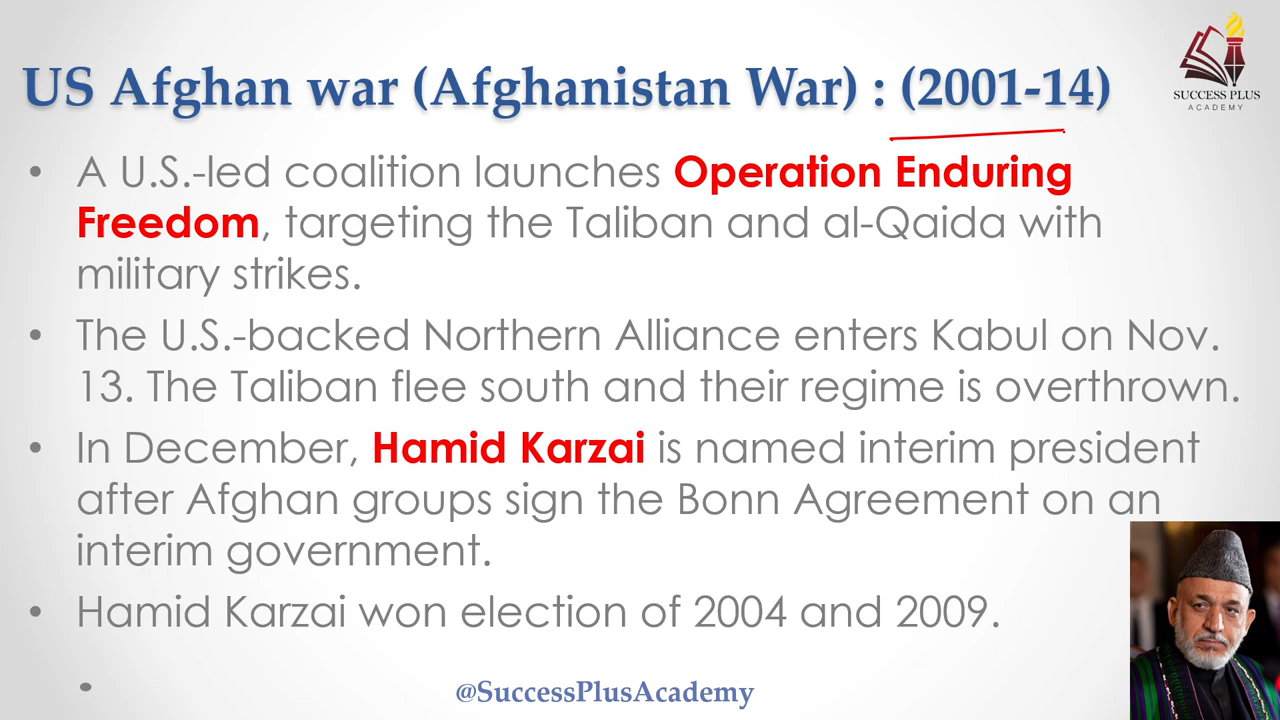 US Afghan war (Afghanistan War) : (2001-14)
SUCCESS PLUS
ACADEMY
• A U.S.-led coalition launches Operation Enduring
Freedom, targeting the Taliban and al-Qaida with
military strikes.
• The U.S.-backed Northern Alliance enters Kabul on Nov.
13. The Taliban flee south and their regime is overthrown.
• In December, Hamid Karzai is named interim president
after Afghan groups sign the Bonn Agreement on an
interim government.
• Hamid Karzai won election of 2004 and 2009.
•
@SuccessPlusAcademy